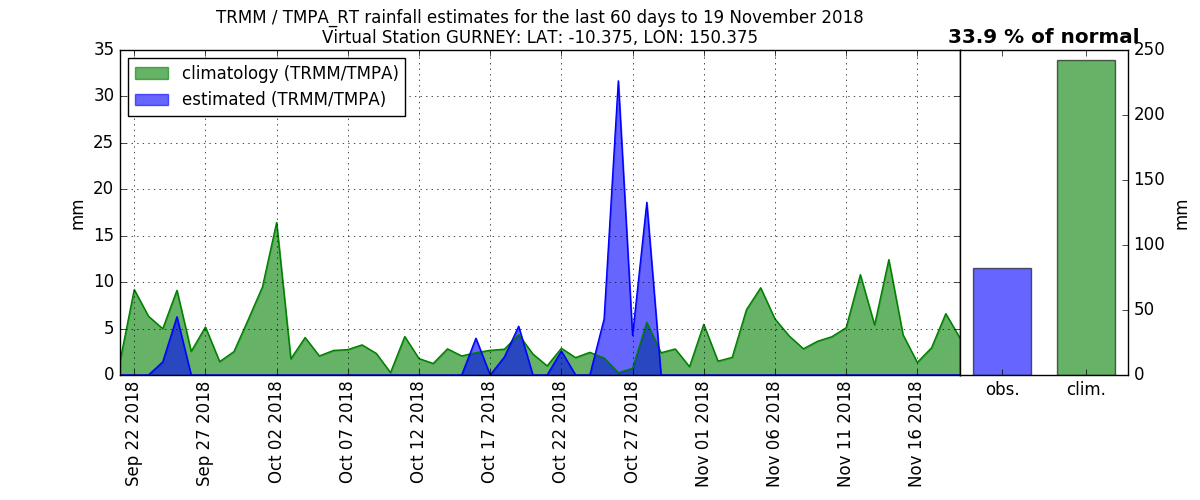 TRMM / TMPA_RT rainfall estimates for the last 60 days to 19 November 2018
Virtual Station GURNEY: LAT: -10.375, LON: 150.375
33.9 % of normal
climatology (TRMM/TMPA)
estimated (TRMM/TMPA)
35
30
25
20
15
10
5
0
mm
250
200
150
100
50
0
mm
Sep 22 2018
Sep 27 2018
Oct 02 2018
Oct 07 2018
Oct 12 2018
Oct 17 2018
Oct 22 2018
Oct 27 2018
Nov 01 2018
Nov 06 2018
Nov 11 2018
Nov 16 2018
obs.
clim.